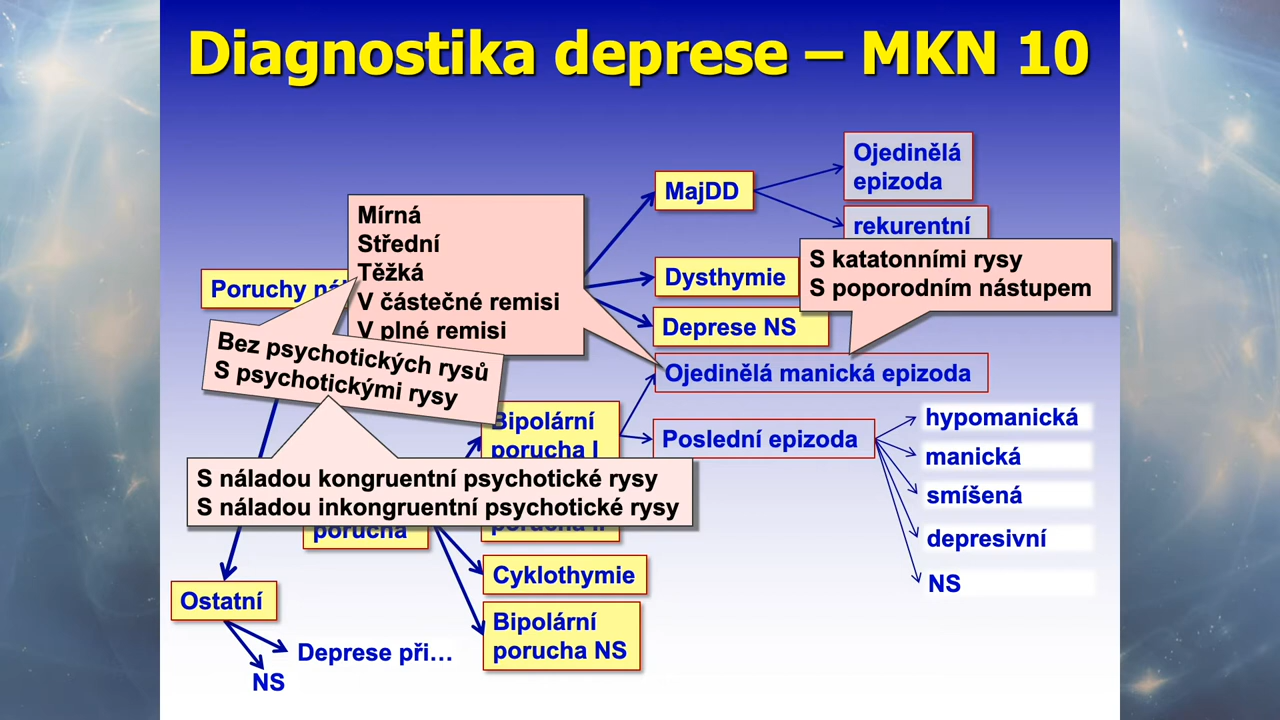 Diagnostika deprese – MKN 10
Ojedinělá
epizoda
MajDD
rekurentní
Mírná
Střední
Těžká
V částečné remisi
V plné remisi
Poruchy
Dysthymie
S katatonními rysy
S poporodním nástupem
Deprese NS
Bez psychotických rysů
S psychotickými rysy
Ojedinělá manická epizoda
Bipolární
porucha I
Poslední epizoda
hypomanická
manická
smíšená
depresivní
NS
S náladou kongruentní psychotické rysy
S náladou inkongruentní psychotické rysy
porucha
porucha II
Cyklothymie
Ostatní
Bipolární
porucha NS
Deprese při...
NS